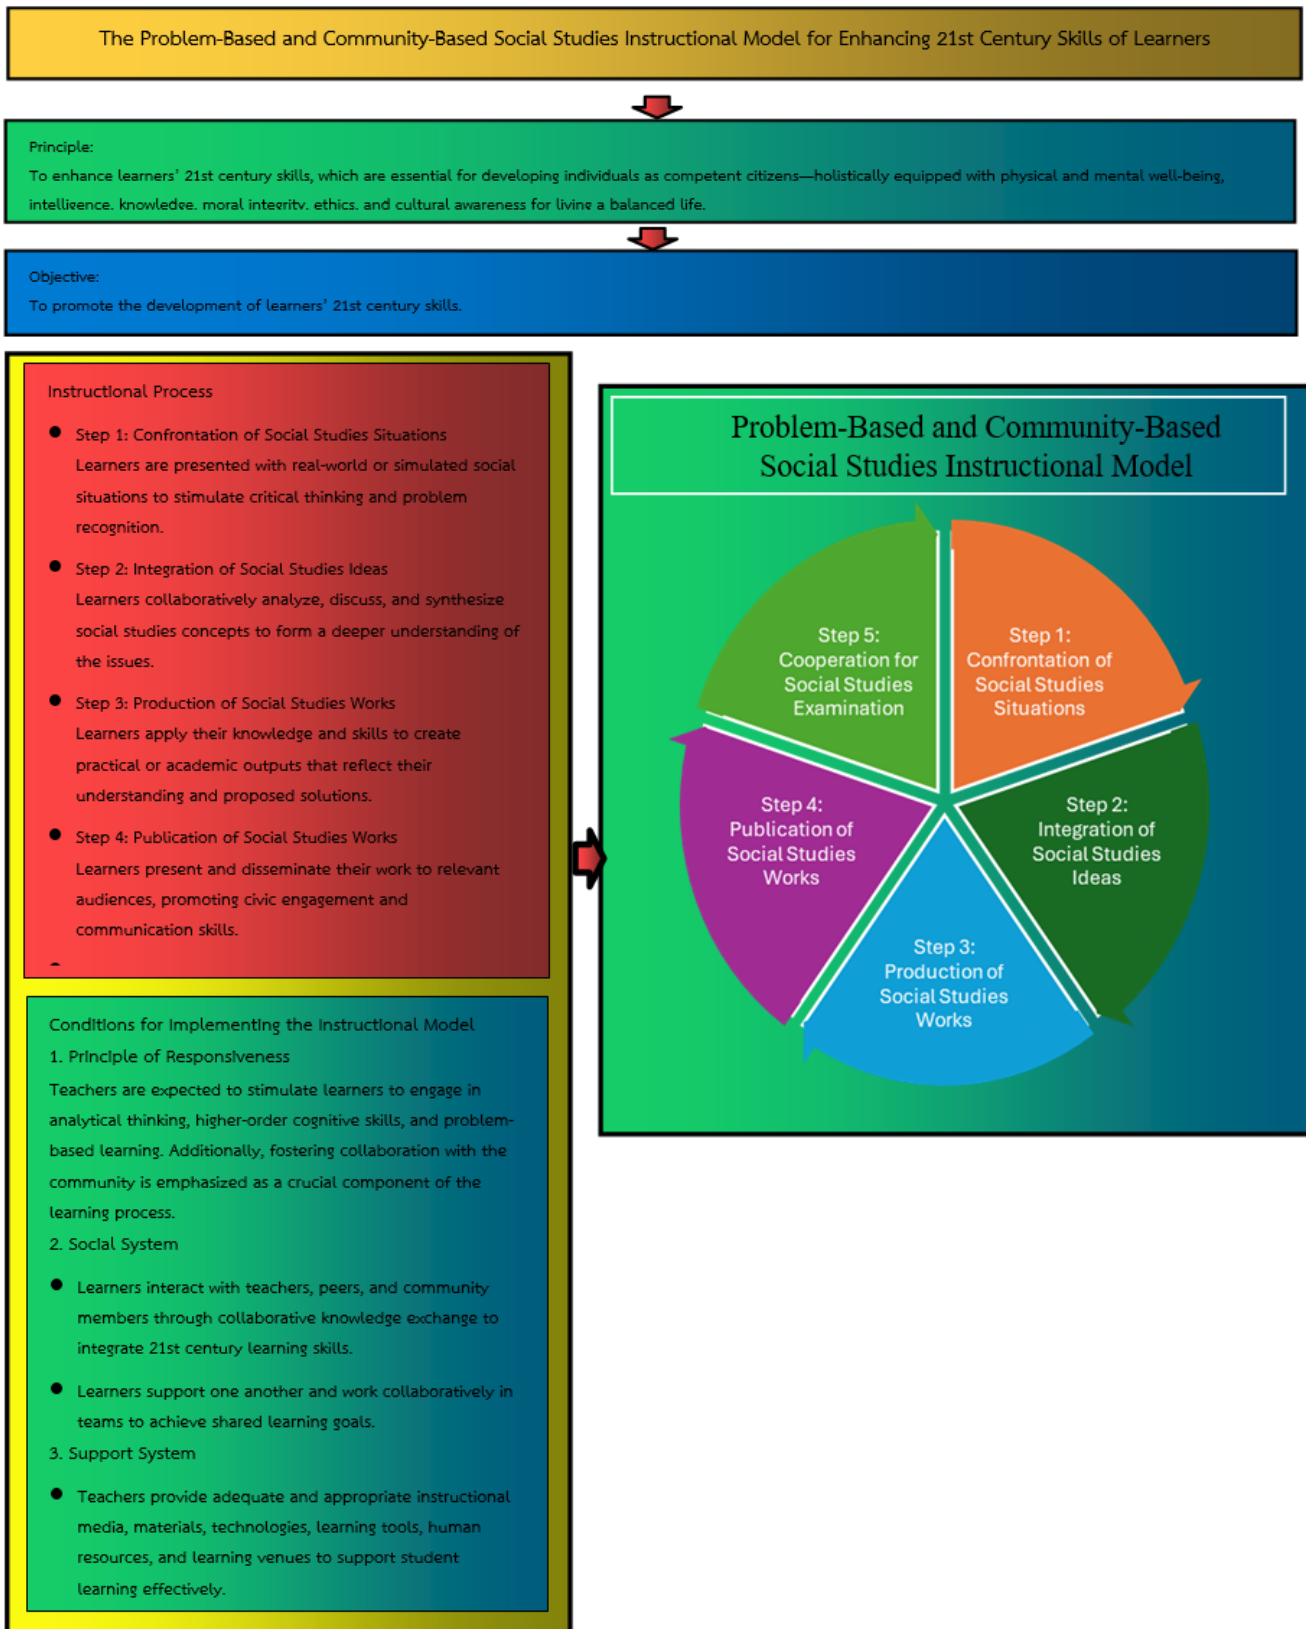 The Problem-Based and Community-Based Social Studies Instructional Model for Enhancing 21st Century Skills of Learners
Principle:
To enhance learners' 21st century skills, which are essential for developing individuals as competent citizens—holistically equipped with physical and mental well-being,
intelligence, knowledge, moral integrity, ethics, and cultural awareness for living a balanced life.
Objective:
To promote the development of learners' 21st century skills.
Instructional Process
● Step 1: Confrontation of Social Studies Situations
Learners are presented with real-world or simulated social
situations to stimulate critical thinking and problem
recognition.
● Step 2: Integration of Social Studies Ideas
Learners collaboratively analyze, discuss, and synthesize
social studies concepts to form a deeper understanding of
the issues.
● Step 3: Production of Social Studies Works
Learners apply their knowledge and skills to create
practical or academic outputs that reflect their
understanding and proposed solutions.
● Step 4: Publication of Social Studies Works
Learners present and disseminate their work to relevant
audiences, promoting civic engagement and
communication skills.
Conditions for Implementing the Instructional Model
1. Principle of Responsiveness
Teachers are expected to stimulate learners to engage in
analytical thinking, higher-order cognitive skills, and problem-
based learning. Additionally, fostering collaboration with the
community is emphasized as a crucial component of the
learning process.
2. Social System
● Learners interact with teachers, peers, and community
members through collaborative knowledge exchange to
integrate 21st century learning skills.
● Learners support one another and work collaboratively in
teams to achieve shared learning goals.
3. Support System
● Teachers provide adequate and appropriate instructional
media, materials, technologies, learning tools, human
resources, and learning venues to support student
learning effectively.
Problem-Based and Community-Based
Social Studies Instructional Model
Step 1:
Confrontation of
Social Studies
Situations
Step 2:
Integration of
Social Studies
Ideas
Step 3:
Production of
Social Studies
Works
Step 4:
Publication of
Social Studies
Works
Step 5:
Cooperation for
Social Studies
Examination